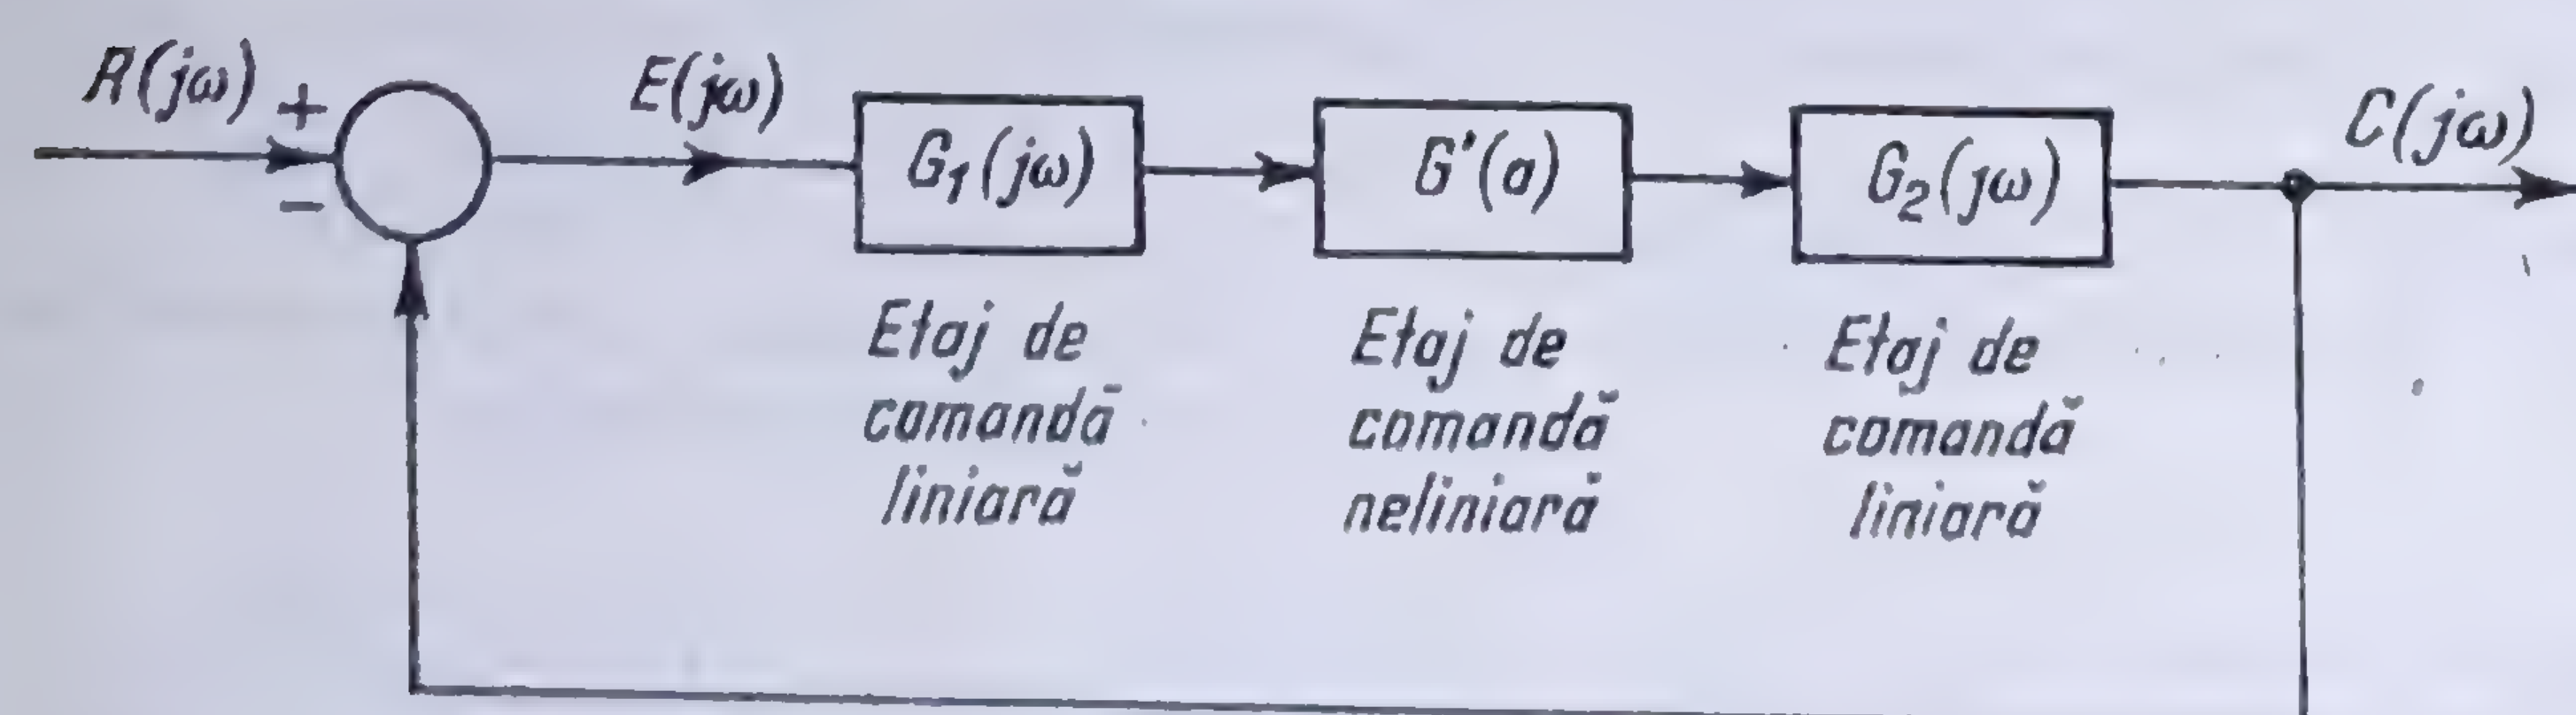 R(jω)
+
−
E(jω)
G₁(jω)
G'(a)
G₂(jω)
C(jω)
Etaj de
comandă
liniară
Etaj de
comandă
neliniară
Etaj de
comandă
liniară